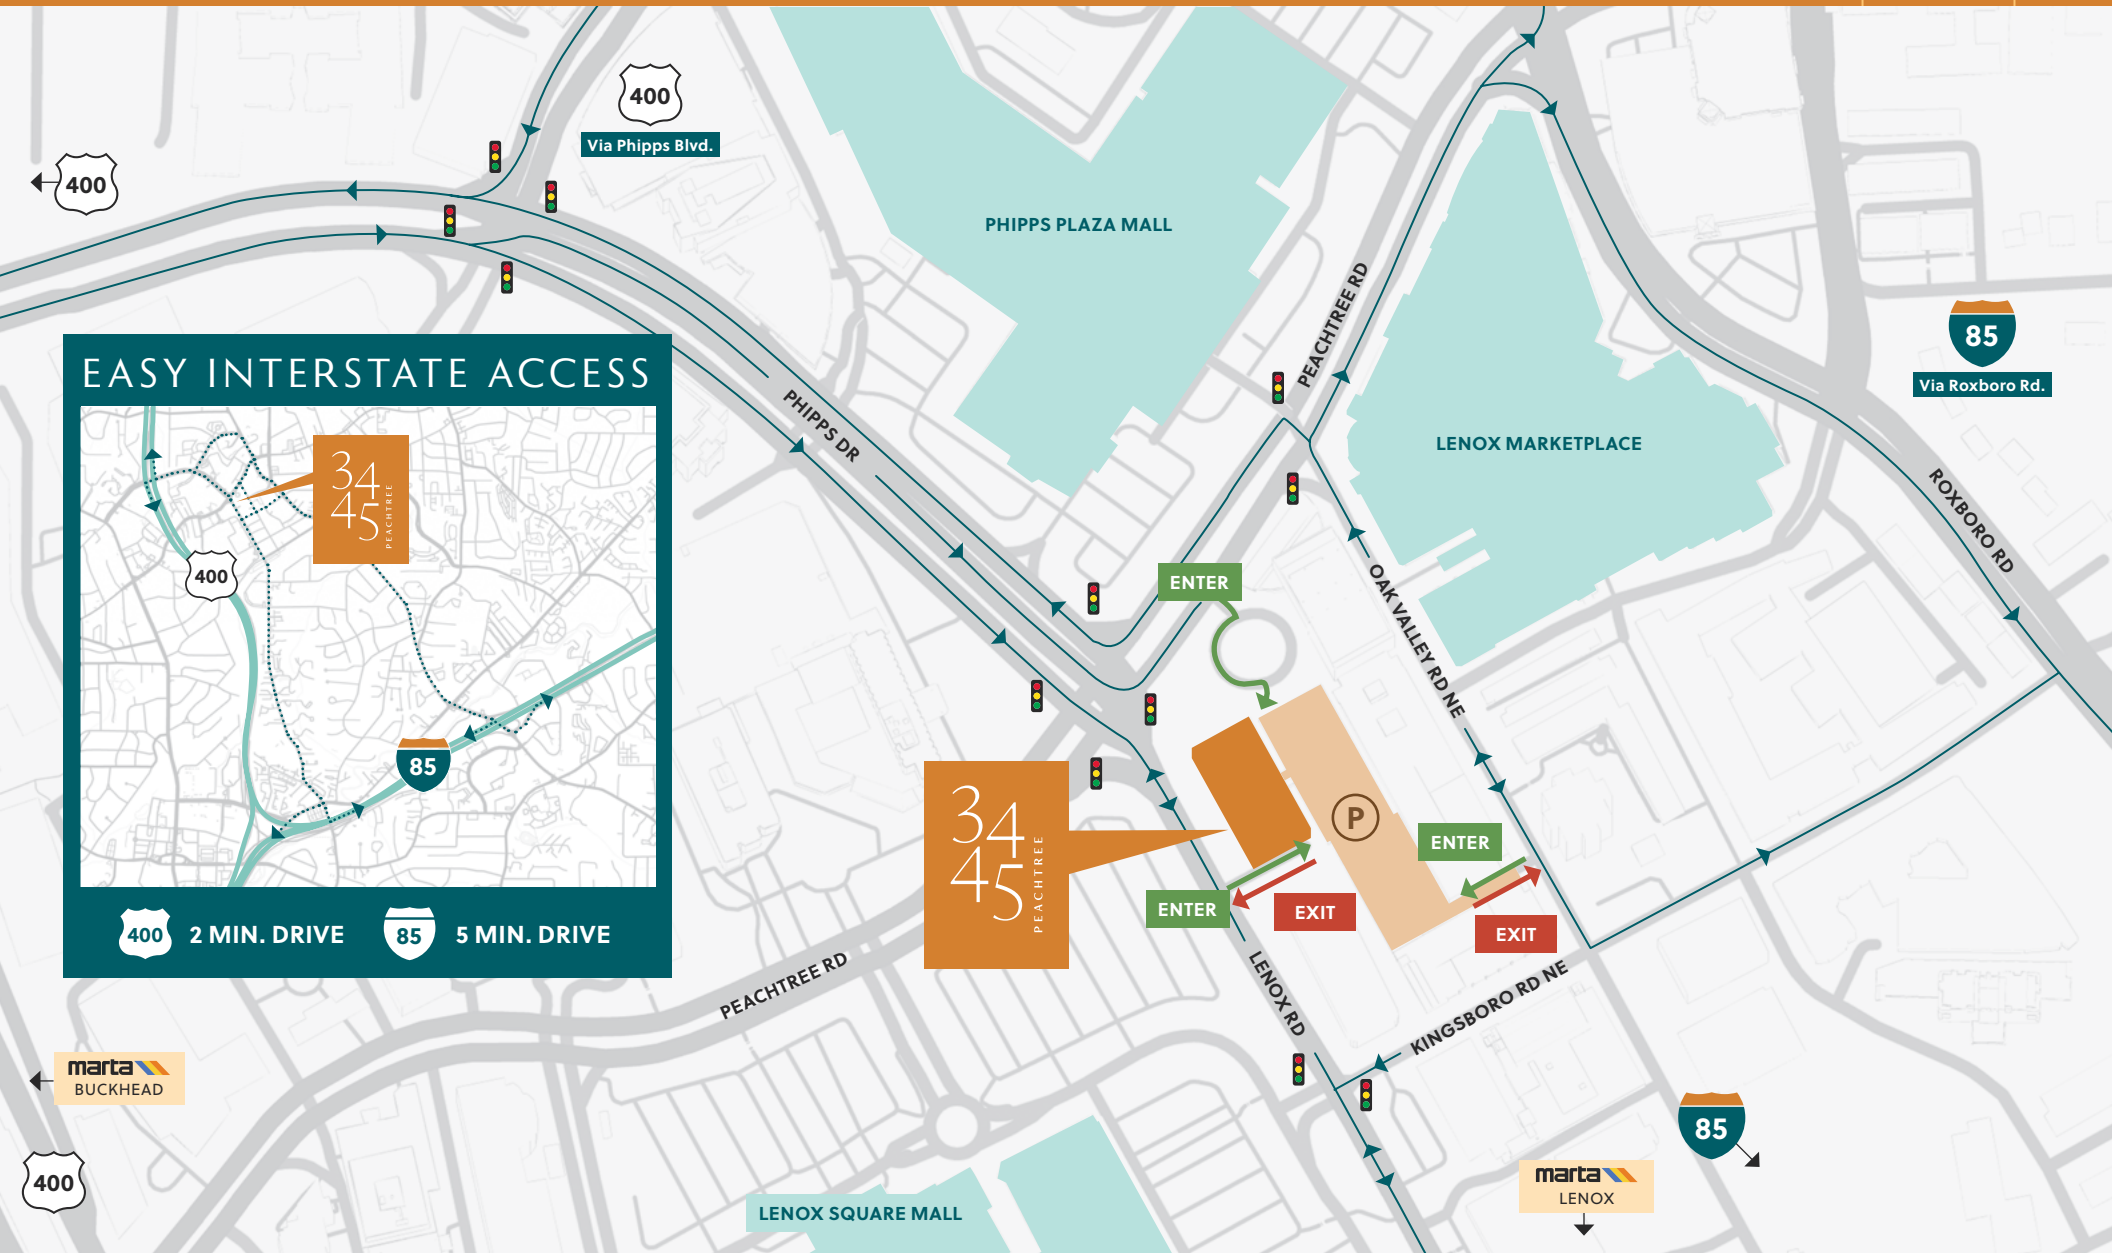 400
Via Phipps Blvd.
400
PHIPPS PLAZA MALL
PEACHTREE RD
85
Via Roxboro Rd.
EASY INTERSTATE ACCESS
34
45
PEACHTREE
400
85
400
2 MIN. DRIVE
85
5 MIN. DRIVE
PHIPPS DR
LENOX MARKETPLACE
ROXBORO RD
ENTER
OAK VALLEY RD NE
34
45
PEACHTREE
P
ENTER
ENTER
EXIT
EXIT
PEACHTREE RD
LENOX RD
KINGSBORO RD NE
marta
BUCKHEAD
400
85
marta
LENOX
LENOX SQUARE MALL